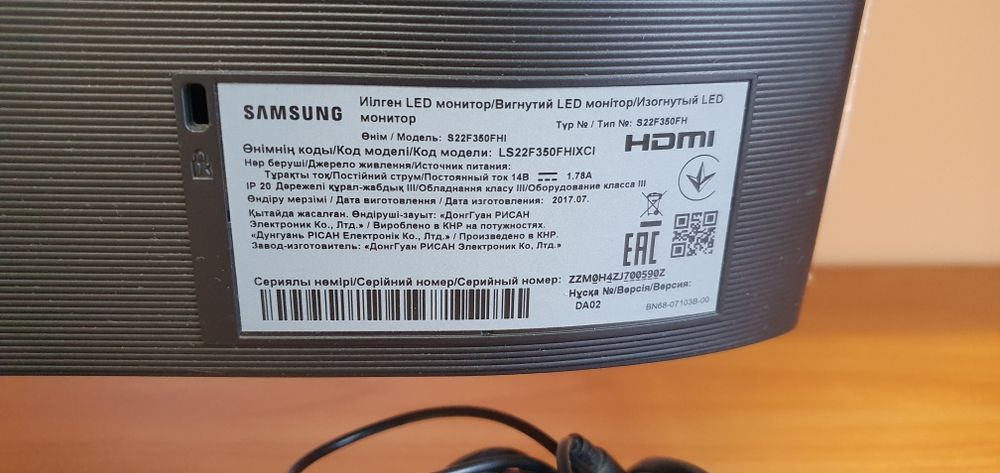 SAMSUNG
Иілген LED монитор/Вигнутий LED монітор/Изогнутый LED
монитор
Түр № / Тип №: S22F350FH
Өнім / Модель: S22F350FHI
HDMI
Өнімнің коды/Код моделі/Код модели: LS22F350FHIXCI
Нәр беруші/Джерело живлення/Источник питания:
Тұрақты тоқ/Постійний струм/Постоянный ток 14В 1.78A
IP 20 Дәрежелі құрал-жабдық III/Обладнання класу III/Оборудование класса III
Өндіру мерзімі / Дата виготовлення / Дата изготовления: 2017.07.
Қытайда жасалған. Өндіруші-зауыт: «ДонгГуан РИСАН
Электроник Ко., Лтд.» / Вироблено в КНР на потужностях.
«Дунгуань РІСАН Електронік Ко., Лтд.» / Произведено в КНР.
Завод-изготовитель: «ДонгГуан РИСАН Электроник Ко, Лтд.»
EAC
Сериялы нөмірі/Серійний номер/Серийный номер: ZZM0H4ZJ700590Z
Нұсқа №/Версія/Версия:
DA02
BN68-07103B-00